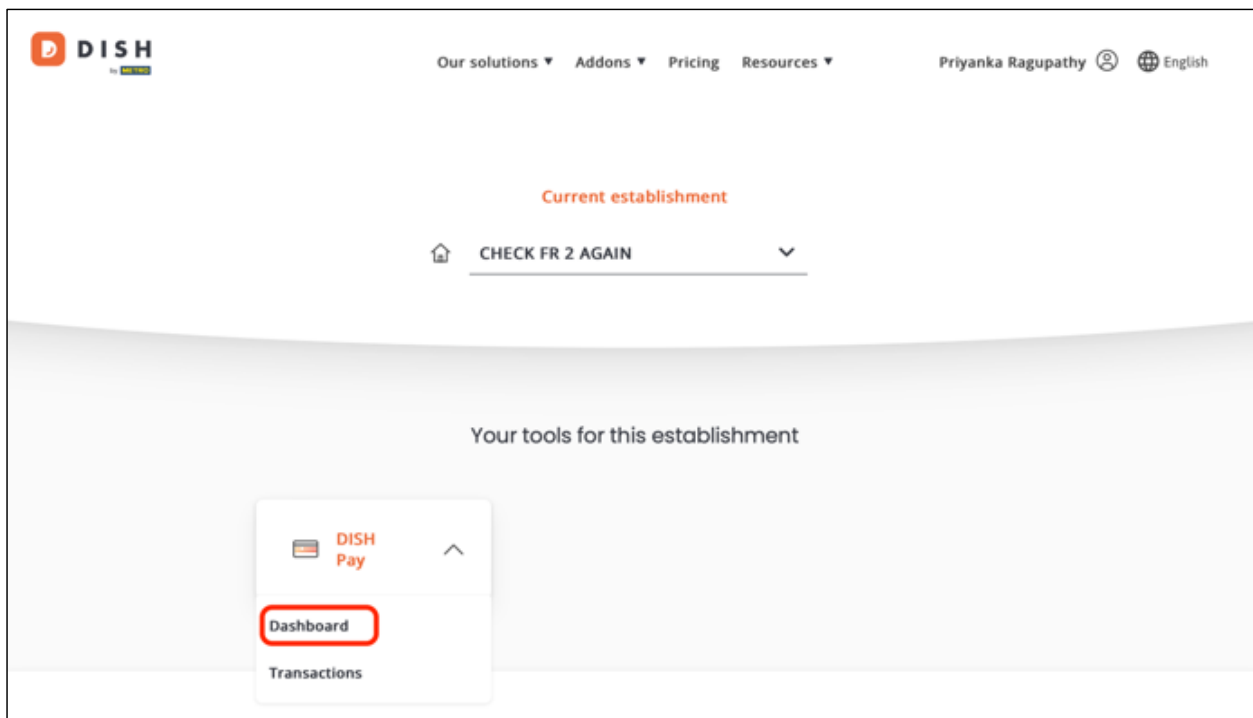 DISH
by METRO
Our solutions ▼ Addons ▼ Pricing Resources ▼ Priyanka Ragupathy English
Current establishment
CHECK FR 2 AGAIN
Your tools for this establishment
DISH
Pay
Dashboard
Transactions